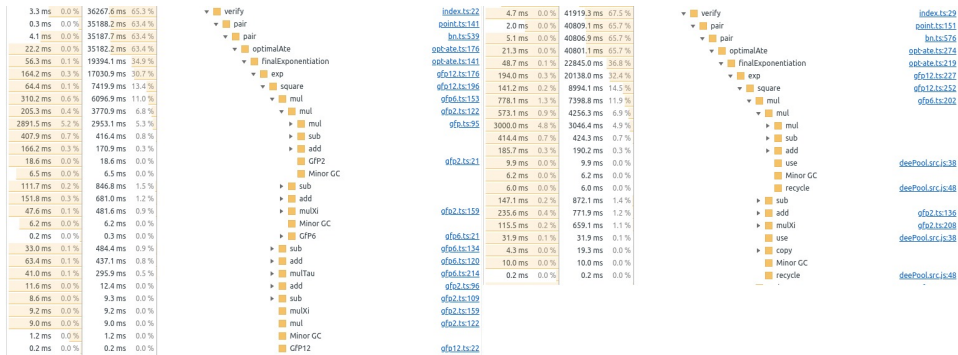 3.3 ms 0.0 % 36267.6 ms 65.3 % verify index.ts:22
0.3 ms 0.0 % 35188.2 ms 63.4 % pair point.ts:141
4.1 ms 0.0 % 35187.7 ms 63.4 % pair bn.ts:539
22.2 ms 0.0 % 35182.2 ms 63.4 % optimalAte opt-ate.ts:176
56.3 ms 0.1 % 19394.1 ms 34.9 % finalExponentiation opt-ate.ts:141
164.2 ms 0.3 % 17030.9 ms 30.7 % exp gfp12.ts:176
64.4 ms 0.1 % 7419.9 ms 13.4 % square gfp12.ts:196
310.2 ms 0.6 % 6096.9 ms 11.0 % mul gfp6.ts:153
205.3 ms 0.4 % 3770.9 ms 6.8 % mul gfp2.ts:122
2891.5 ms 5.2 % 2953.1 ms 5.3 % mul gfp.ts:95
407.9 ms 0.7 % 416.4 ms 0.8 % sub
166.2 ms 0.3 % 170.9 ms 0.3 % add
18.6 ms 0.0 % 18.6 ms 0.0 % GfP2 gfp2.ts:21
6.5 ms 0.0 % 6.5 ms 0.0 % Minor GC
111.7 ms 0.2 % 846.8 ms 1.5 % sub
151.8 ms 0.3 % 681.0 ms 1.2 % add
47.6 ms 0.1 % 481.6 ms 0.9 % mulXi gfp2.ts:159
6.2 ms 0.0 % 6.2 ms 0.0 % Minor GC
0.2 ms 0.0 % 0.3 ms 0.0 % GfP6 gfp6.ts:21
33.0 ms 0.1 % 484.4 ms 0.9 % sub gfp6.ts:134
63.4 ms 0.1 % 437.1 ms 0.8 % add gfp6.ts:120
41.0 ms 0.1 % 295.9 ms 0.5 % mulTau gfp6.ts:214
11.6 ms 0.0 % 12.4 ms 0.0 % add gfp2.ts:96
8.6 ms 0.0 % 9.3 ms 0.0 % sub gfp2.ts:109
9.2 ms 0.0 % 9.2 ms 0.0 % mulXi gfp2.ts:159
9.0 ms 0.0 % 9.0 ms 0.0 % mul gfp2.ts:122
1.2 ms 0.0 % 1.2 ms 0.0 % Minor GC
0.2 ms 0.0 % 0.2 ms 0.0 % GfP12 gfp12.ts:22
4.7 ms 0.0 % 41919.3 ms 67.5 % verify index.ts:29
2.0 ms 0.0 % 40809.1 ms 65.7 % pair point.ts:151
5.1 ms 0.0 % 40806.9 ms 65.7 % pair bn.ts:576
21.3 ms 0.0 % 40801.1 ms 65.7 % optimalAte opt-ate.ts:274
48.7 ms 0.1 % 22845.0 ms 36.8 % finalExponentiation opt-ate.ts:219
194.0 ms 0.3 % 20138.0 ms 32.4 % exp gfp12.ts:227
141.2 ms 0.2 % 8994.1 ms 14.5 % square gfp12.ts:252
778.1 ms 1.3 % 7398.8 ms 11.9 % mul gfp6.ts:202
573.1 ms 0.9 % 4256.3 ms 6.9 % mul
3000.0 ms 4.8 % 3046.4 ms 4.9 % mul
414.4 ms 0.7 % 424.3 ms 0.7 % sub
185.7 ms 0.3 % 190.2 ms 0.3 % add
9.9 ms 0.0 % 9.9 ms 0.0 % use deePool.src.js:38
6.2 ms 0.0 % 6.2 ms 0.0 % Minor GC
6.0 ms 0.0 % 6.0 ms 0.0 % recycle deePool.src.js:48
147.1 ms 0.2 % 872.1 ms 1.4 % sub
235.6 ms 0.4 % 771.9 ms 1.2 % add gfp2.ts:136
115.5 ms 0.2 % 659.1 ms 1.1 % mulXi gfp2.ts:208
31.9 ms 0.1 % 31.9 ms 0.1 % use deePool.src.js:38
4.3 ms 0.0 % 19.3 ms 0.0 % copy
10.0 ms 0.0 % 10.0 ms 0.0 % Minor GC
0.2 ms 0.0 % 0.2 ms 0.0 % recycle deePool.src.js:48